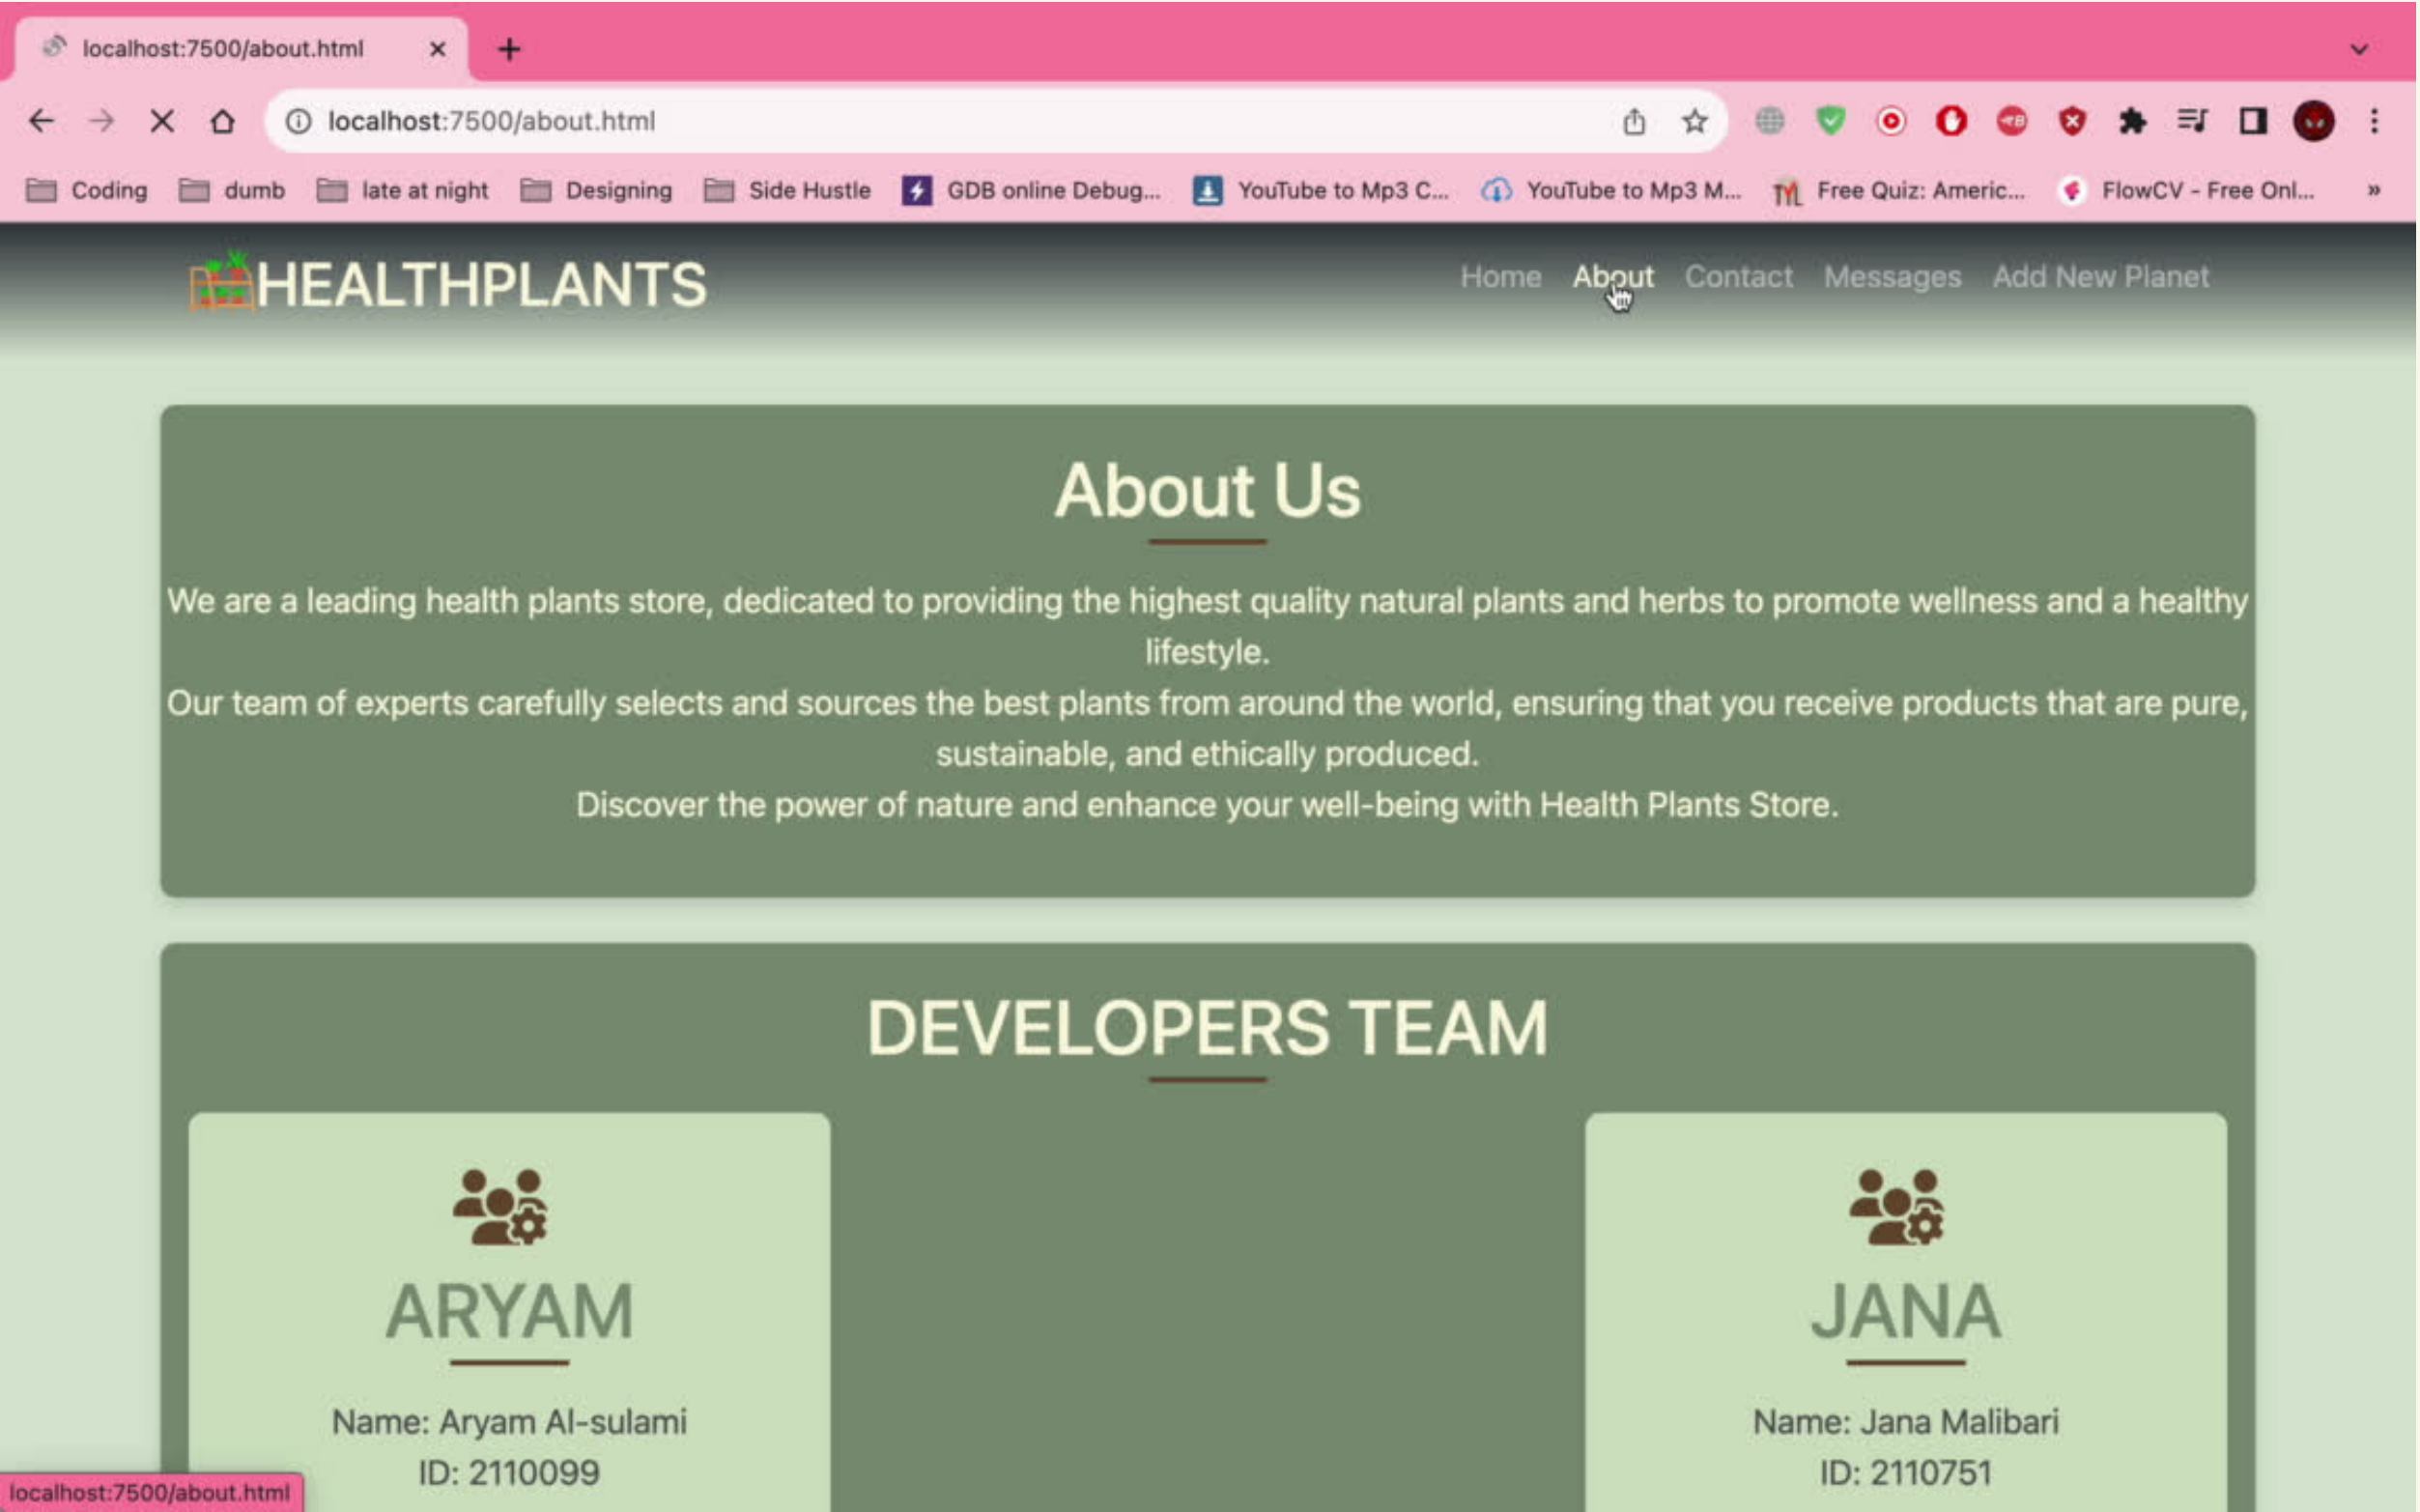 localhost:7500/about.html
localhost:7500/about.html
Coding dumb late at night Designing Side Hustle GDB online Debug... YouTube to Mp3 C... YouTube to Mp3 M... Free Quiz: Americ... FlowCV - Free Onl... »
HEALTHPLANTS
Home About Contact Messages Add New Planet
About Us
We are a leading health plants store, dedicated to providing the highest quality natural plants and herbs to promote wellness and a healthy
lifestyle.
Our team of experts carefully selects and sources the best plants from around the world, ensuring that you receive products that are pure,
sustainable, and ethically produced.
Discover the power of nature and enhance your well-being with Health Plants Store.
DEVELOPERS TEAM
ARYAM
Name: Aryam Al-sulami
ID: 2110099
JANA
Name: Jana Malibari
ID: 2110751
localhost:7500/about.html